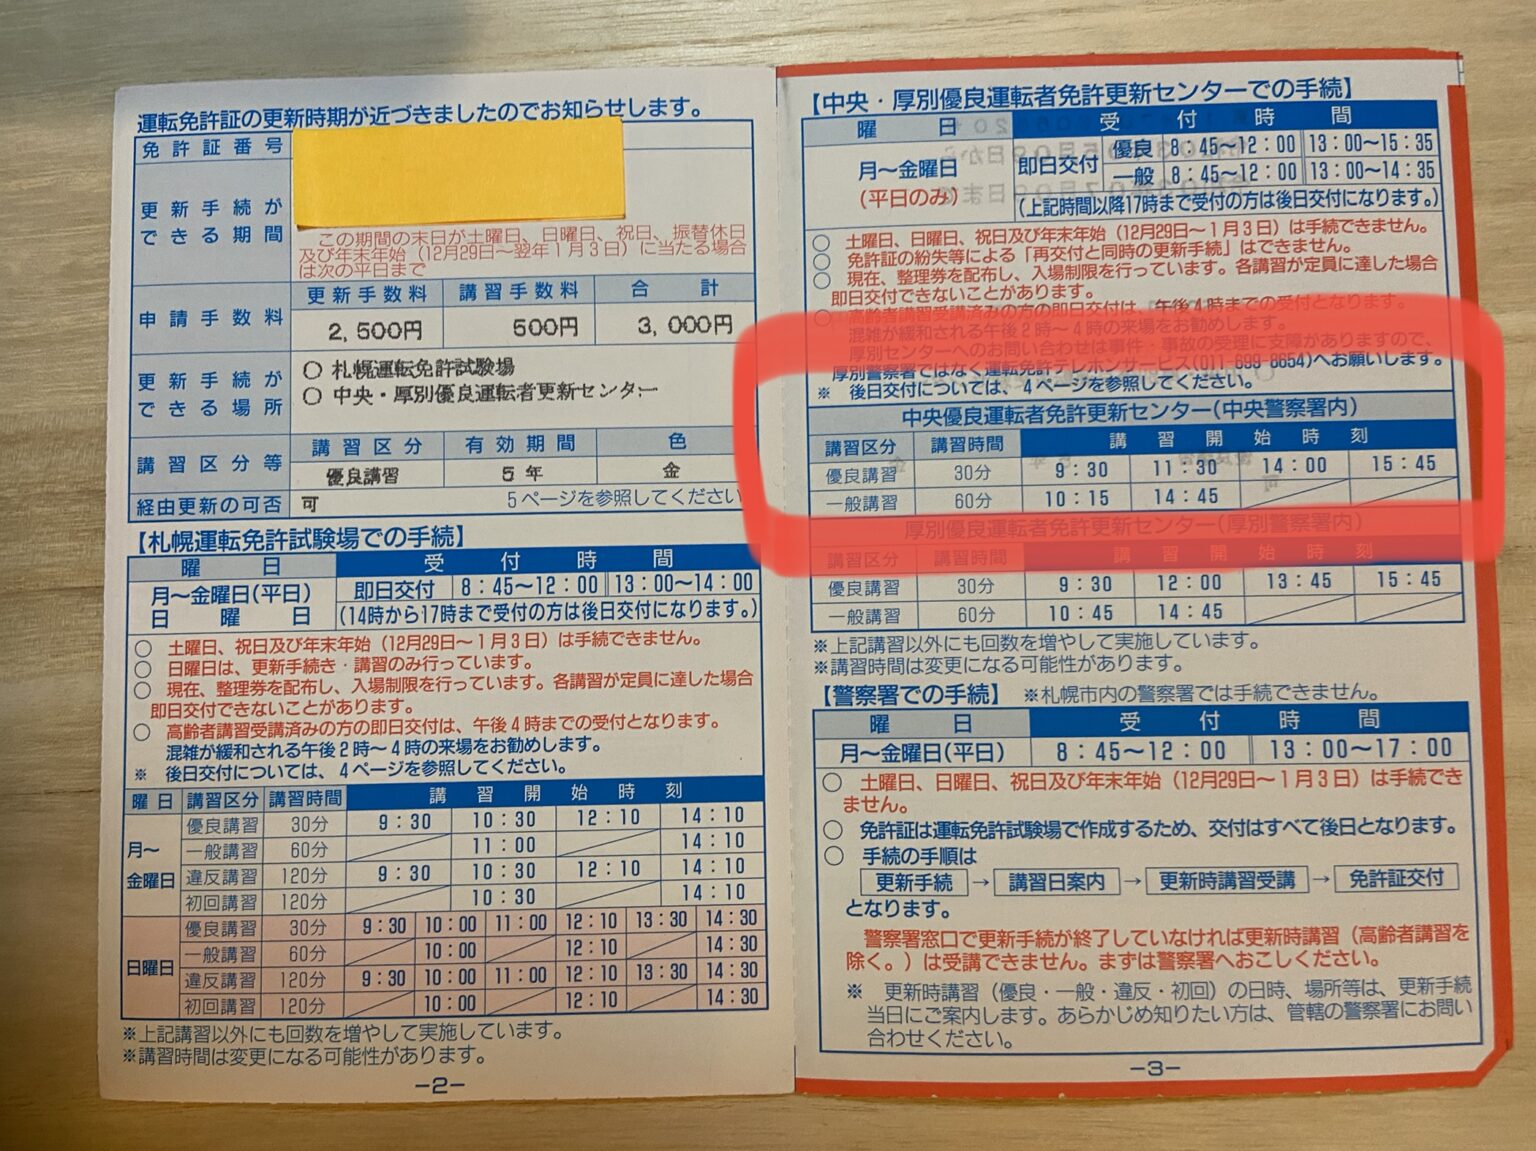 運転免許証の更新時期が近づきましたのでお知らせします。
免許証番号
更新手続が
できる期間
この期間の末日が土曜日、日曜日、祝日、振替休日
及び年末年始（12月29日～翌年１月３日）に当たる場合
は次の平日まで
申請手数料 更新手数料 講習手数料 合計
2,500円 500円 3,000円
更新手続が
できる場所
○ 札幌運転免許試験場
○ 中央・厚別優良運転者更新センター
講習区分等 講習区分 有効期間 色
優良講習 5年 金
経由更新の可否 可 5ページを参照してください
【札幌運転免許試験場での手続】
曜日 受付時間
月～金曜日(平日)
日曜日
即日交付 8：45～12：00 13：00～14：00
(14時から17時まで受付の方は後日交付になります。)
○ 土曜日、祝日及び年末年始（12月29日～１月３日）は手続できません。
○ 日曜日は、更新手続き・講習のみ行っています。
○ 現在、整理券を配布し、入場制限を行っています。各講習が定員に達した場合
即日交付できないことがあります。
○ 高齢者講習受講済みの方の即日交付は、午後４時までの受付となります。
混雑が緩和される午後２時～４時の来場をお勧めします。
※ 後日交付については、４ページを参照してください。
曜日 講習区分 講習時間 講習開始時刻
月～
金曜日
優良講習 30分 9：30 10：30 12：10 14：10
一般講習 60分 11：00 14：10
違反講習 120分 9：30 10：30 12：10 14：10
初回講習 120分 10：30 14：10
日曜日
優良講習 30分 9：30 10：00 11：00 12：10 13：30 14：30
一般講習 60分 10：00 12：10 14：30
違反講習 120分 9：30 10：00 11：00 12：10 13：30 14：30
初回講習 120分 10：00 12：10 14：30
※上記講習以外にも回数を増やして実施しています。
※講習時間は変更になる可能性があります。
-2-
【中央・厚別優良運転者免許更新センターでの手続】
曜日 受付時間
月～金曜日
(平日のみ)
即日交付 優良 8：45～12：00 13：00～15：35
一般 8：45～12：00 13：00～14：35
(上記時間以降17時まで受付の方は後日交付になります。)
○ 土曜日、日曜日、祝日及び年末年始（12月29日～１月３日）は手続できません。
○ 免許証の紛失等による「再交付と同時の更新手続」はできません。
○ 現在、整理券を配布し、入場制限を行っています。各講習が定員に達した場合
即日交付できないことがあります。
○ 高齢者講習受講済みの方の即日交付は、午後４時までの受付となります。
混雑が緩和される午後２時～４時の来場をお勧めします。
厚別センターへのお問い合わせは事件・事故の受理に支障がありますので、
厚別警察署ではなく運転免許テレホンサービス(011-699-8654)へお願いします。
※ 後日交付については、４ページを参照してください。
中央優良運転者免許更新センター(中央警察署内)
講習区分 講習時間 講習開始時刻
優良講習 30分 9：30 11：30 14：00 15：45
一般講習 60分 10：15 14：45
厚別優良運転者免許更新センター(厚別警察署内)
講習区分 講習時間 講習開始時刻
優良講習 30分 9：30 12：00 13：45 15：45
一般講習 60分 10：45 14：45
※上記講習以外にも回数を増やして実施しています。
※講習時間は変更になる可能性があります。
【警察署での手続】 ※札幌市内の警察署では手続できません。
曜日 受付時間
月～金曜日(平日) 8：45～12：00 13：00～17：00
○ 土曜日、日曜日、祝日及び年末年始（12月29日～１月３日）は手続でき
ません。
○ 免許証は運転免許試験場で作成するため、交付はすべて後日となります。
○ 手続の手順は
更新手続 → 講習日案内 → 更新時講習受講 → 免許証交付
となります。
警察署窓口で更新手続が終了していなければ更新時講習（高齢者講習を
除く。）は受講できません。まずは警察署へおこしください。
※ 更新時講習（優良・一般・違反・初回）の日時、場所等は、更新手続
当日にご案内します。あらかじめ知りたい方は、管轄の警察署にお問い
合わせください。
-3-